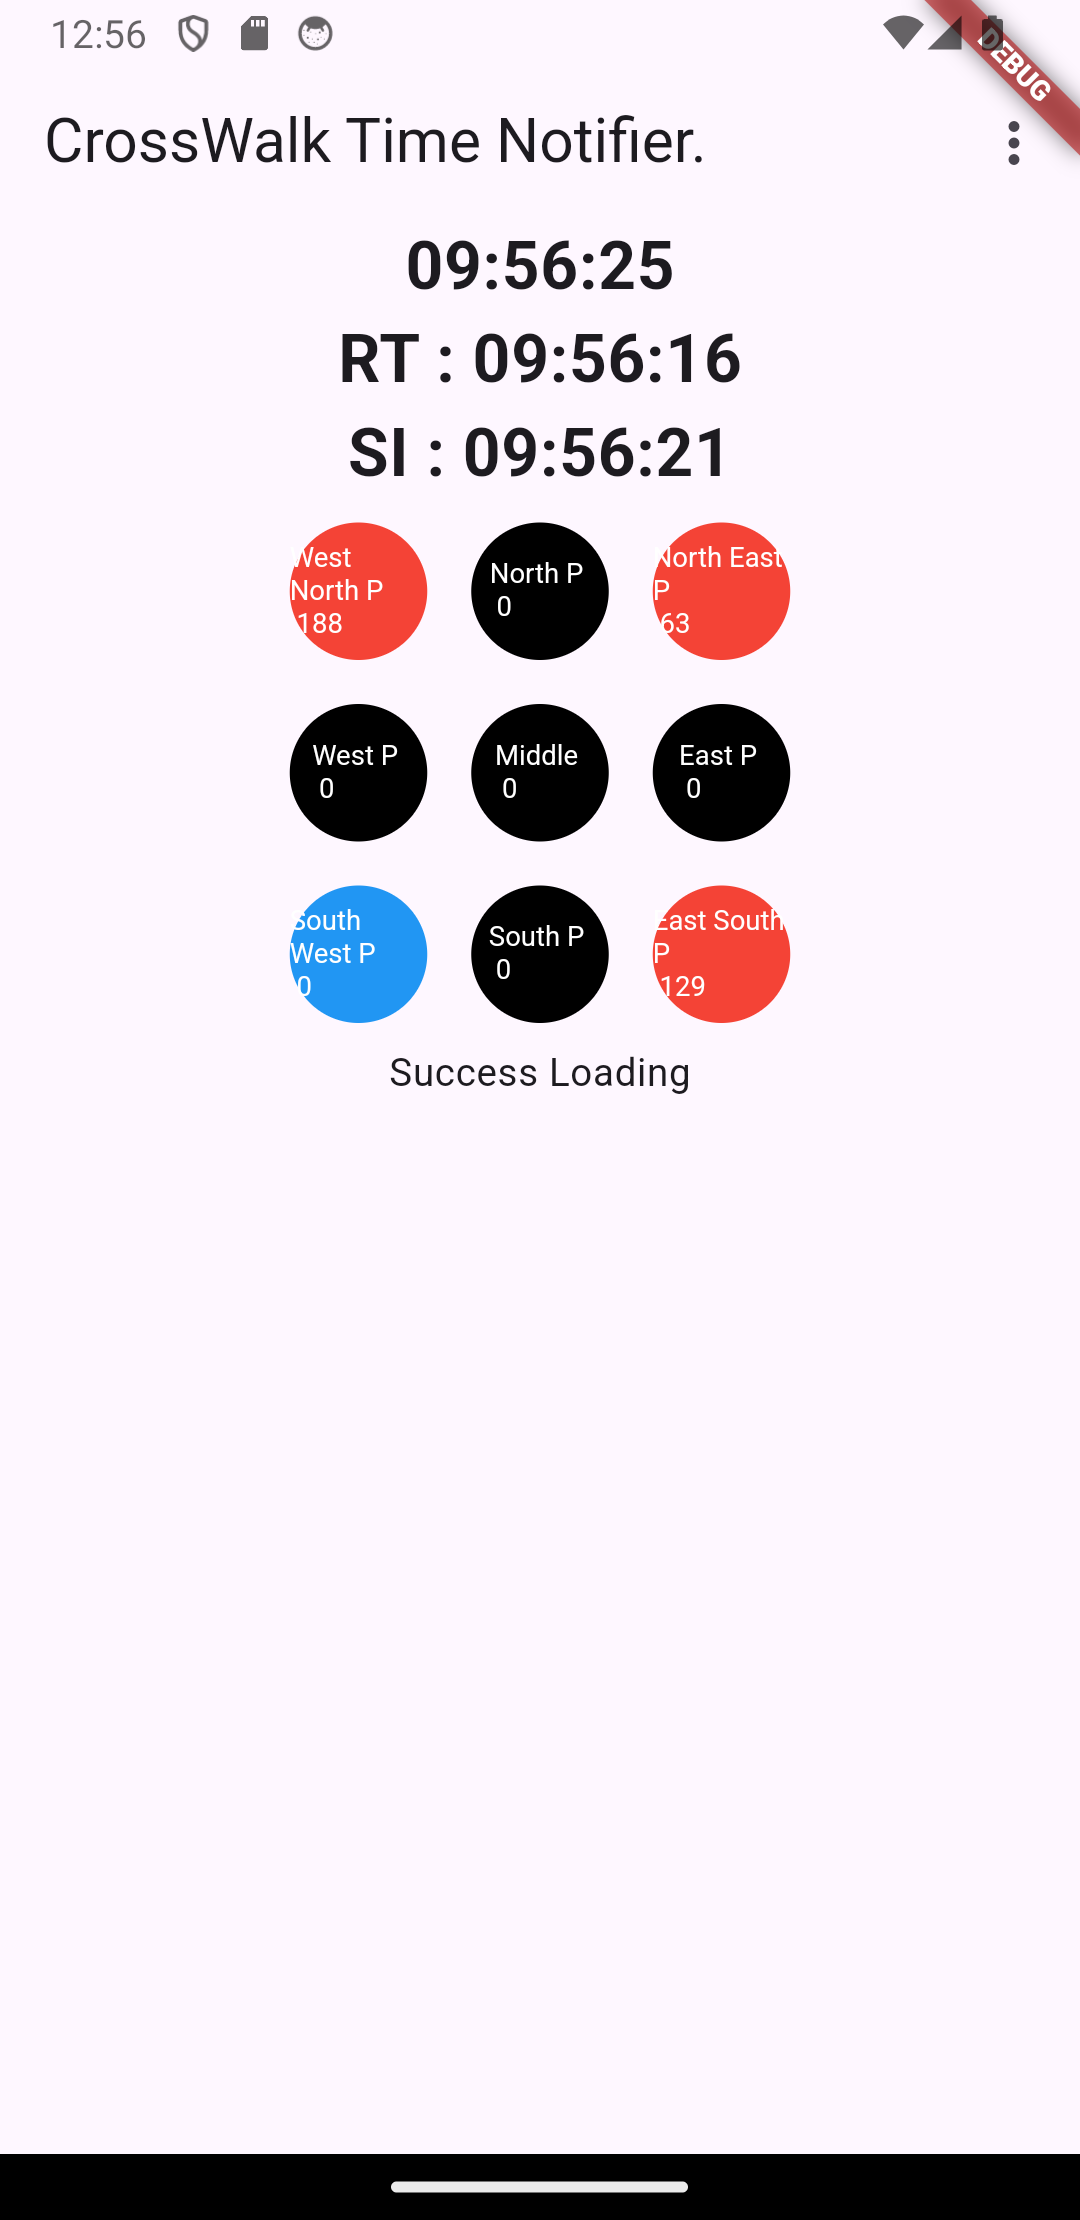 12:56
DEBUG
CrossWalk Time Notifier.
09:56:25
RT : 09:56:16
SI : 09:56:21
West
North P
188
North P
0
North East
P
63
West P
0
Middle
0
East P
0
South
West P
0
South P
0
East South
P
129
Success Loading